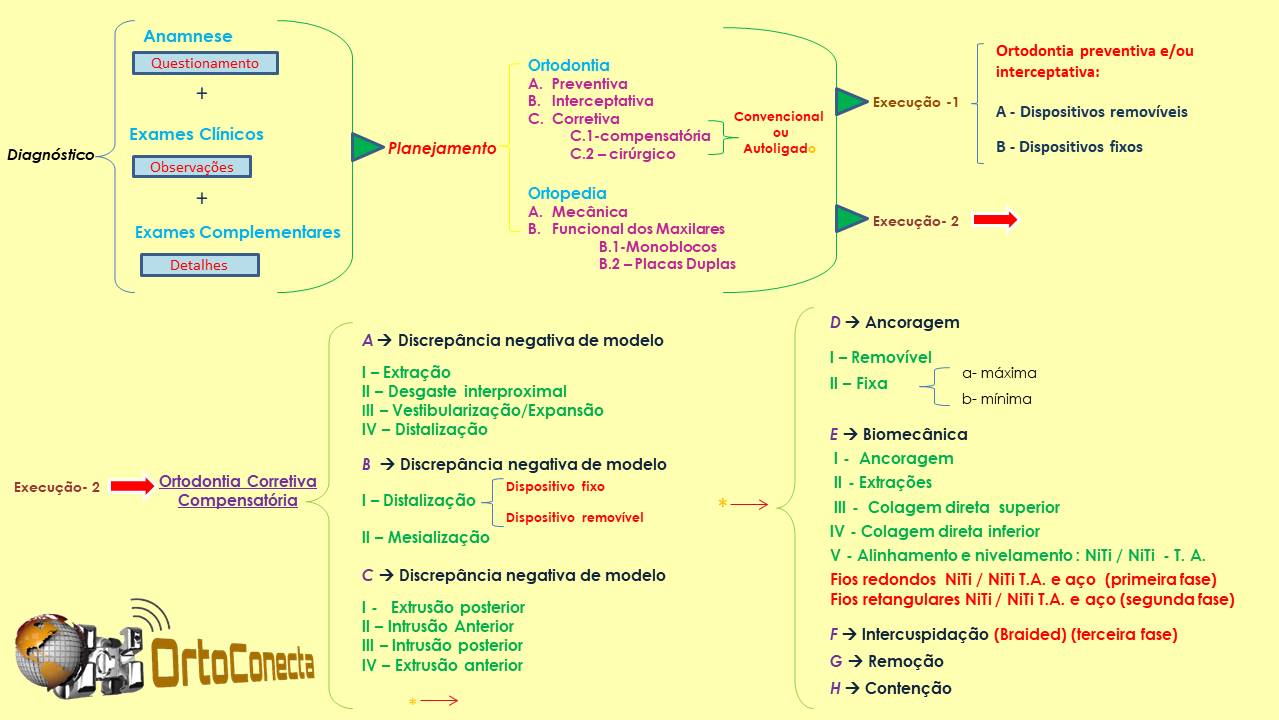 Diagnóstico
Anamnese
Questionamento
+
Exames Clínicos
Observações
+
Exames Complementares
Detalhes
Planejamento
Ortodontia
A. Preventiva
B. Interceptativa
C. Corretiva
C.1-compensatória
C.2 – cirúrgico
Convencional
ou
Autoligado
Ortopedia
A. Mecânica
B. Funcional dos Maxilares
B.1-Monoblocos
B.2 – Placas Duplas
Execução -1
Ortodontia preventiva e/ou
interceptativa:
A - Dispositivos removíveis
B - Dispositivos fixos
Execução- 2
Execução- 2
Ortodontia Corretiva
Compensatória
A → Discrepância negativa de modelo
I – Extração
II – Desgaste interproximal
III – Vestibularização/Expansão
IV – Distalização
B → Discrepância negativa de modelo
I – Distalização
Dispositivo fixo
Dispositivo removível
II – Mesialização
C → Discrepância negativa de modelo
I - Extrusão posterior
II – Intrusão Anterior
III – Intrusão posterior
IV – Extrusão anterior
* →
* →
D → Ancoragem
I – Removível
II – Fixa
a- máxima
b- mínima
E → Biomecânica
I - Ancoragem
II - Extrações
III - Colagem direta superior
IV - Colagem direta inferior
V - Alinhamento e nivelamento : NiTi / NiTi - T. A.
Fios redondos NiTi / NiTi T.A. e aço (primeira fase)
Fios retangulares NiTi / NiTi T.A. e aço (segunda fase)
F → Intercuspidação (Braided) (terceira fase)
G → Remoção
H → Contenção
OrtoConecta